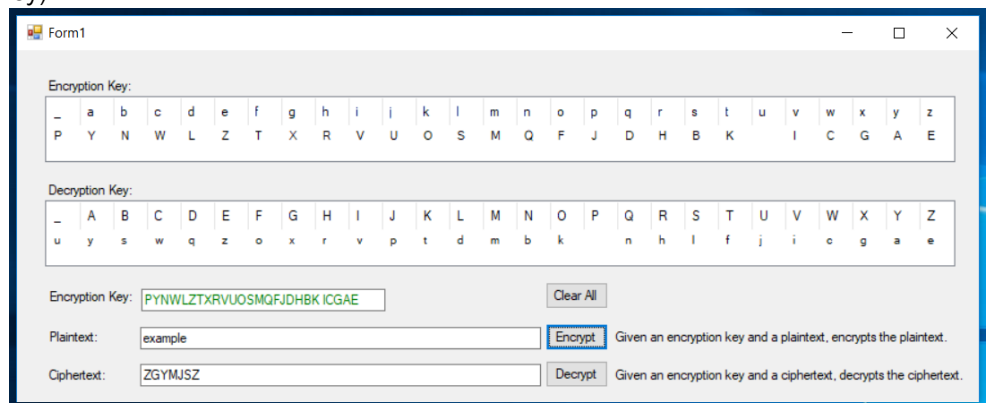 Form1
Encryption Key:
_ a b c d e f g h i j k l m n o p q r s t u v w x y z
P Y N W L Z T X R V U O S M Q F J D H B K I C G A E
Decryption Key:
_ A B C D E F G H I J K L M N O P Q R S T U V W X Y Z
u y s w q z o x r v p t d m b k n h l f j i c g a e
Encryption Key: PYNWLZTXRVUOSMQFJDHBK ICGAE Clear All
Plaintext: example Encrypt Given an encryption key and a plaintext, encrypts the plaintext.
Ciphertext: ZGYMJSZ Decrypt Given an encryption key and a ciphertext, decrypts the ciphertext.